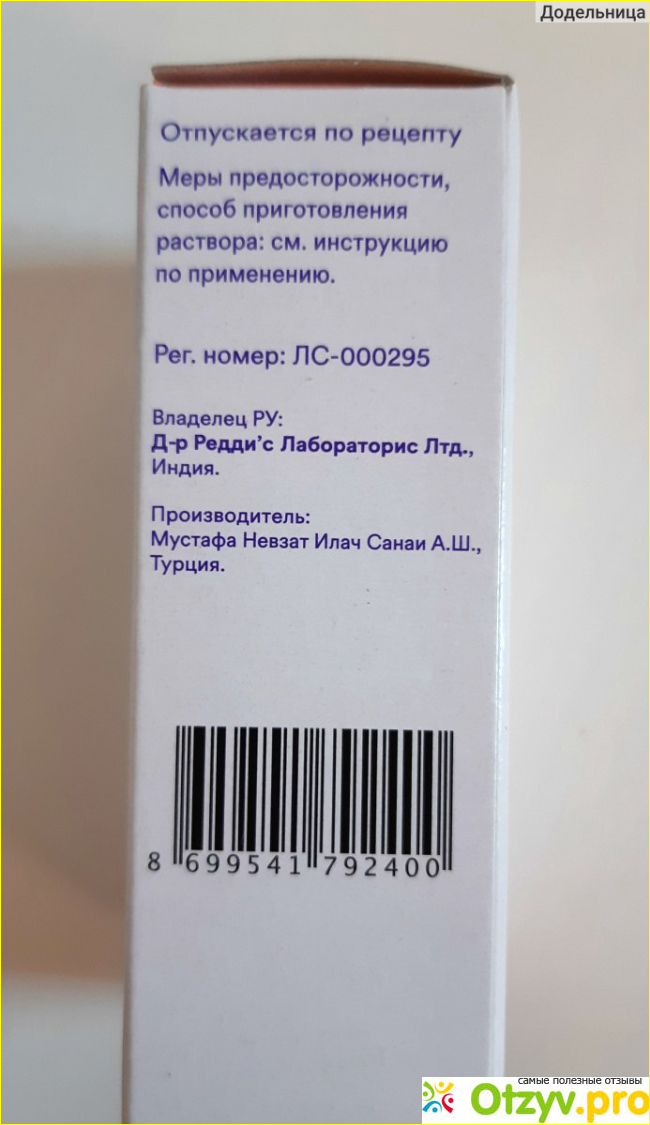 Додельница
Отпускается по рецепту
Меры предосторожности,
способ приготовления
раствора: см. инструкцию
по применению.
Рег. номер: ЛС-000295
Владелец РУ:
Д-р Редди’с Лабораторис Лтд.,
Индия.
Производитель:
Мустафа Невзат Илач Санаи А.Ш.,
Турция.
8 699541 792400
самые полезные отзывы
Otzyv.pro